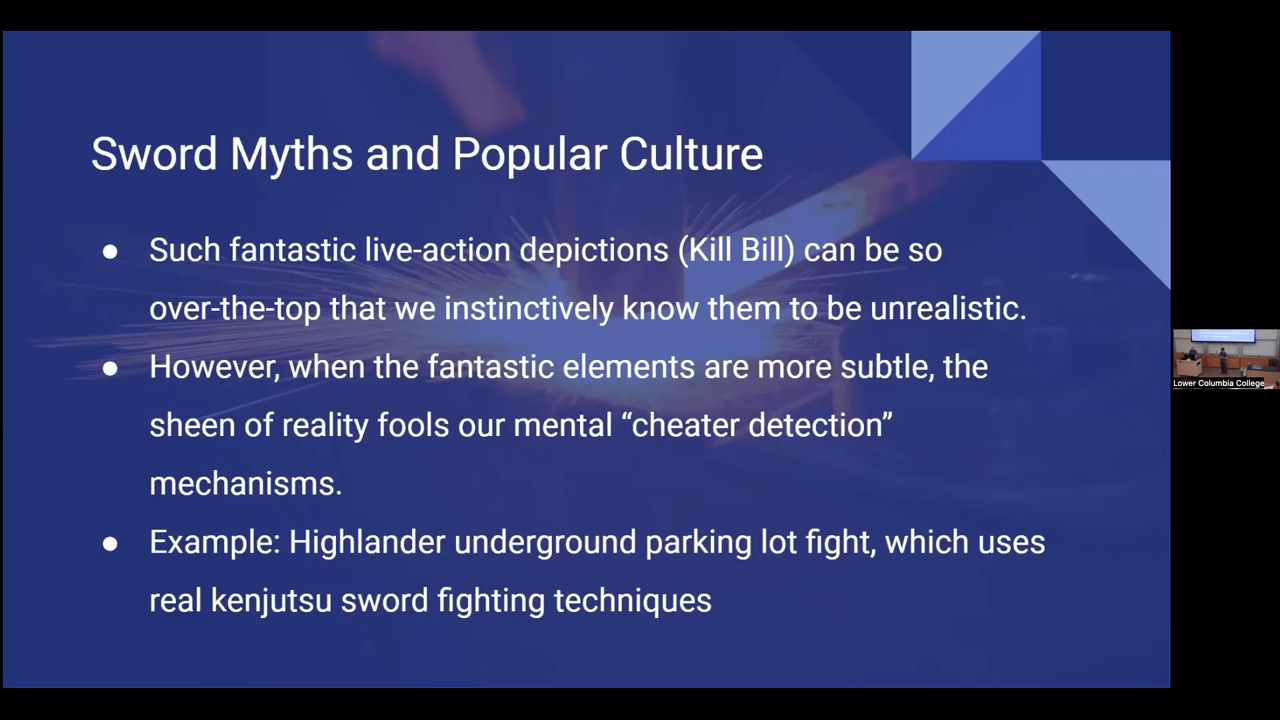 Sword Myths and Popular Culture
● Such fantastic live-action depictions (Kill Bill) can be so
over-the-top that we instinctively know them to be unrealistic.
● However, when the fantastic elements are more subtle, the
sheen of reality fools our mental “cheater detection”
mechanisms.
● Example: Highlander underground parking lot fight, which uses
real kenjutsu sword fighting techniques
Lower Columbia College